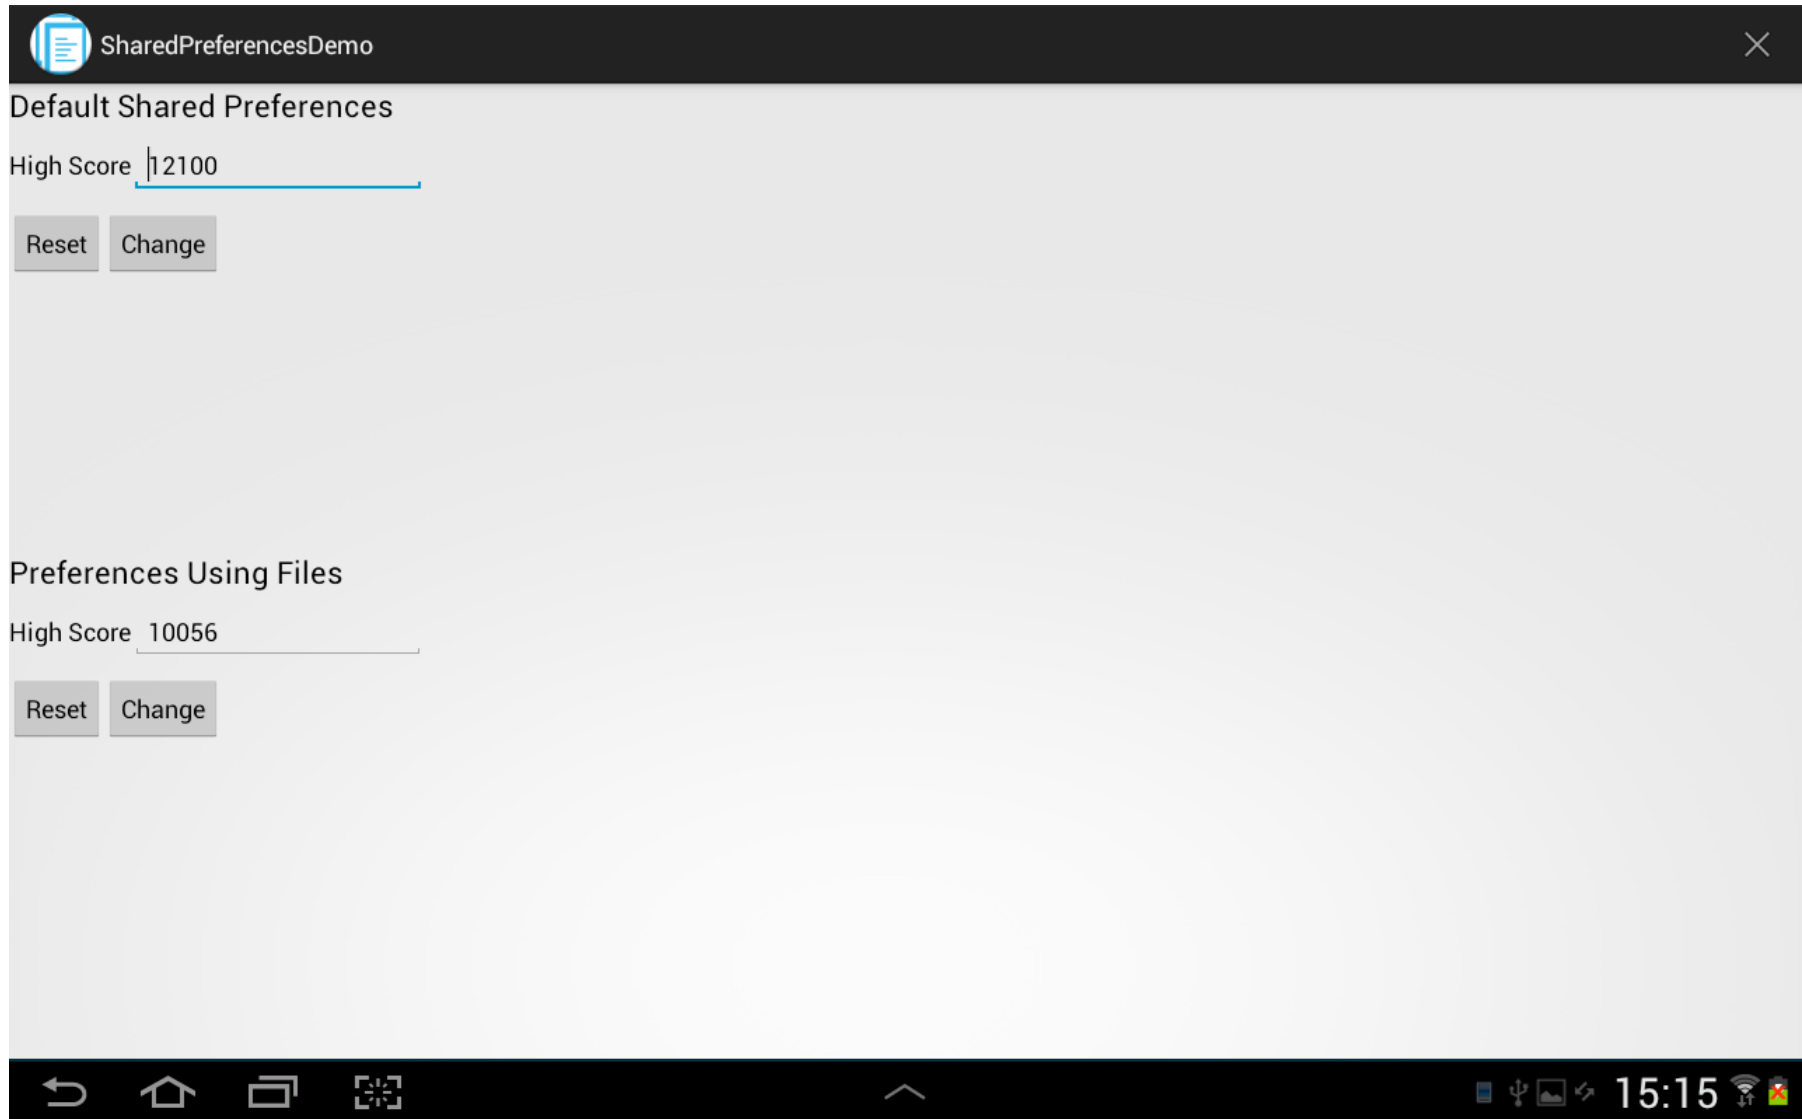 SharedPreferencesDemo
Default Shared Preferences
High Score 12100
Reset Change
Preferences Using Files
High Score 10056
Reset Change
15:15